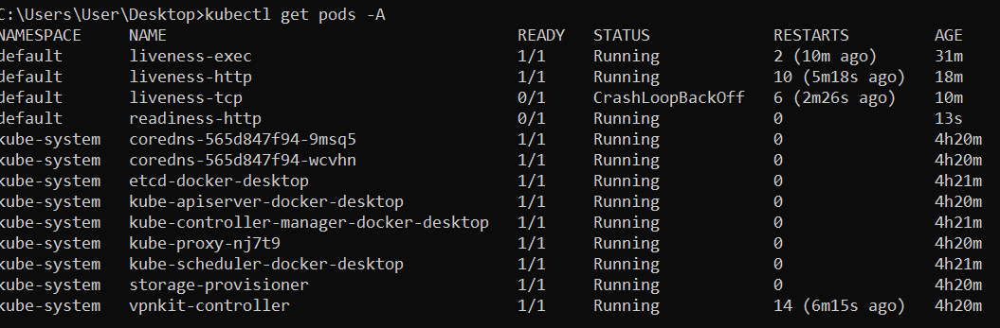 C:\Users\User\Desktop>kubectl get pods -A
NAMESPACE NAME READY STATUS RESTARTS AGE
default liveness-exec 1/1 Running 2 (10m ago) 31m
default liveness-http 1/1 Running 10 (5m18s ago) 18m
default liveness-tcp 0/1 CrashLoopBackOff 6 (2m26s ago) 10m
default readiness-http 0/1 Running 0 13s
kube-system coredns-565d847f94-9msq5 1/1 Running 0 4h20m
kube-system coredns-565d847f94-wcvhn 1/1 Running 0 4h20m
kube-system etcd-docker-desktop 1/1 Running 0 4h21m
kube-system kube-apiserver-docker-desktop 1/1 Running 0 4h20m
kube-system kube-controller-manager-docker-desktop 1/1 Running 0 4h21m
kube-system kube-proxy-nj7t9 1/1 Running 0 4h20m
kube-system kube-scheduler-docker-desktop 1/1 Running 0 4h21m
kube-system storage-provisioner 1/1 Running 0 4h20m
kube-system vpnkit-controller 1/1 Running 14 (6m15s ago) 4h20m